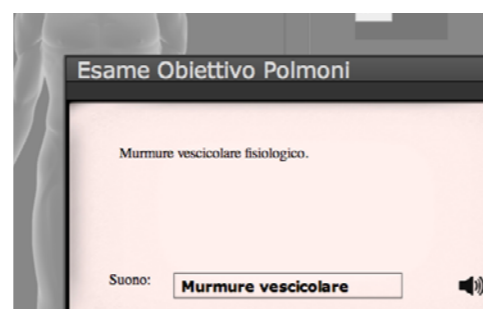 Esame Obiettivo Polmoni
Murmure vescicolare fisiologico.
Suono:
Murmure vescicolare